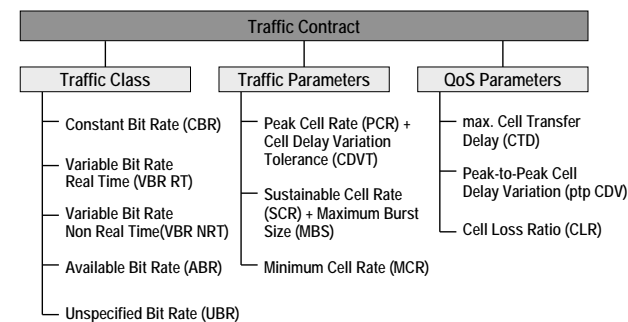 Traffic Contract
Traffic Class
Constant Bit Rate (CBR)
Variable Bit Rate
Real Time (VBR RT)
Variable Bit Rate
Non Real Time(VBR NRT)
Available Bit Rate (ABR)
Unspecified Bit Rate (UBR)
Traffic Parameters
Peak Cell Rate (PCR) +
Cell Delay Variation
Tolerance (CDVT)
Sustainable Cell Rate
(SCR) + Maximum Burst
Size (MBS)
Minimum Cell Rate (MCR)
QoS Parameters
max. Cell Transfer
Delay (CTD)
Peak-to-Peak Cell
Delay Variation (ptp CDV)
Cell Loss Ratio (CLR)